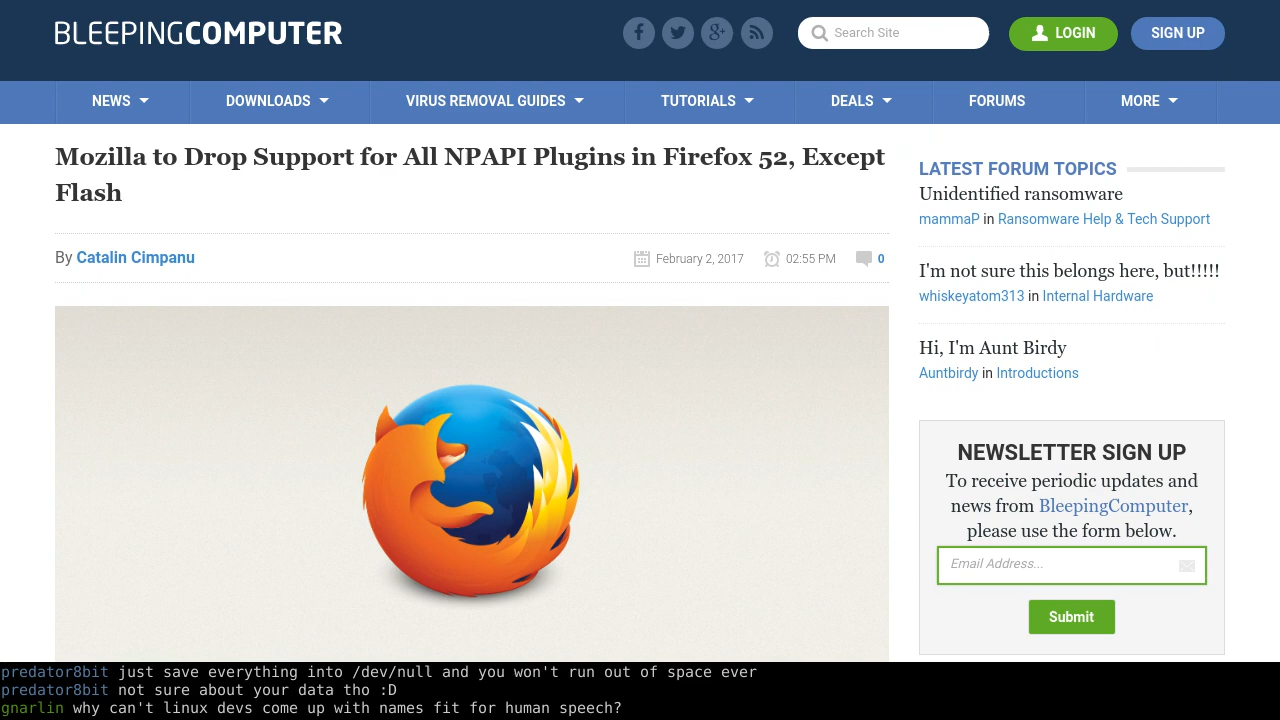 BLEEPINGCOMPUTER
Search Site
LOGIN
SIGN UP
NEWS
DOWNLOADS
VIRUS REMOVAL GUIDES
TUTORIALS
DEALS
FORUMS
MORE
Mozilla to Drop Support for All NPAPI Plugins in Firefox 52, Except
Flash
By Catalin Cimpanu
February 2, 2017
02:55 PM
0
LATEST FORUM TOPICS
Unidentified ransomware
mammaP in Ransomware Help & Tech Support
I'm not sure this belongs here, but!!!!!
whiskeyatom313 in Internal Hardware
Hi, I'm Aunt Birdy
Auntbirdy in Introductions
NEWSLETTER SIGN UP
To receive periodic updates and
news from BleepingComputer,
please use the form below.
Email Address...
Submit
predator8bit just save everything into /dev/null and you won't run out of space ever
predator8bit not sure about your data tho :D
gnarlin why can't linux devs come up with names fit for human speech?